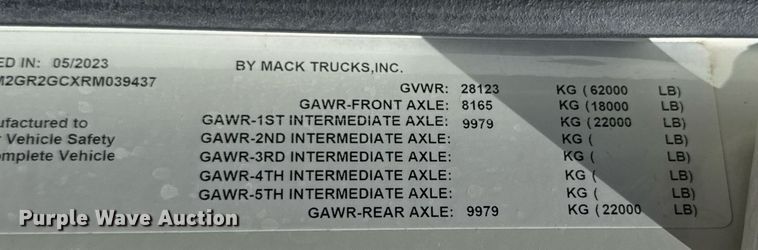 ED IN: 05/2023 BY MACK TRUCKS,INC.
M2GR2GCXRM039437 GVWR: 28123 KG ( 62000 LB)
GAWR-FRONT AXLE: 8165 KG ( 18000 LB)
ufactured to GAWR-1ST INTERMEDIATE AXLE: 9979 KG ( 22000 LB)
r Vehicle Safety GAWR-2ND INTERMEDIATE AXLE: KG ( LB)
omplete Vehicle GAWR-3RD INTERMEDIATE AXLE: KG ( LB)
GAWR-4TH INTERMEDIATE AXLE: KG ( LB)
GAWR-5TH INTERMEDIATE AXLE: KG ( LB)
GAWR-REAR AXLE: 9979 KG ( 22000 LB)
Purple Wave Auction